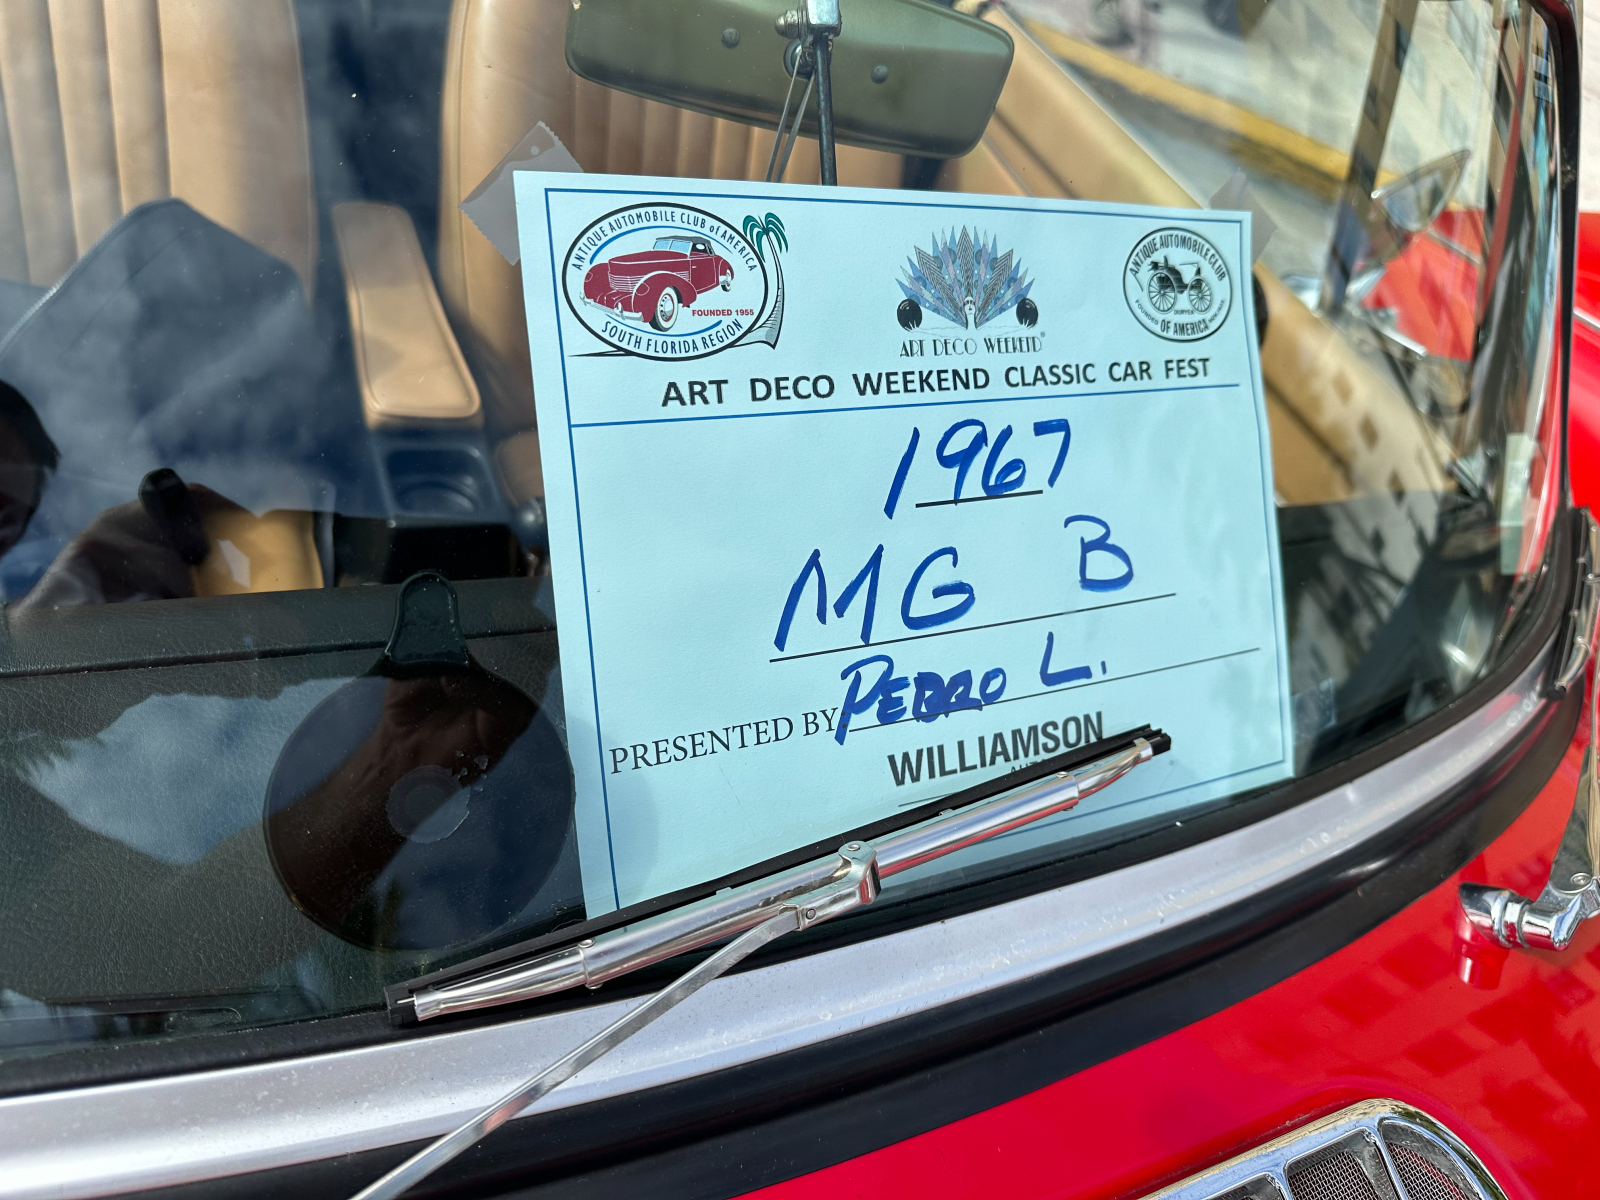 ANTIQUE AUTOMOBILE CLUB of AMERICA
FOUNDED 1955
SOUTH FLORIDA REGION
ART DECO WEEKEND®
ANTIQUE AUTOMOBILE CLUB
OF AMERICA
ART DECO WEEKEND CLASSIC CAR FEST
1967
MG B
PRESENTED BY PEDRO L.
WILLIAMSON